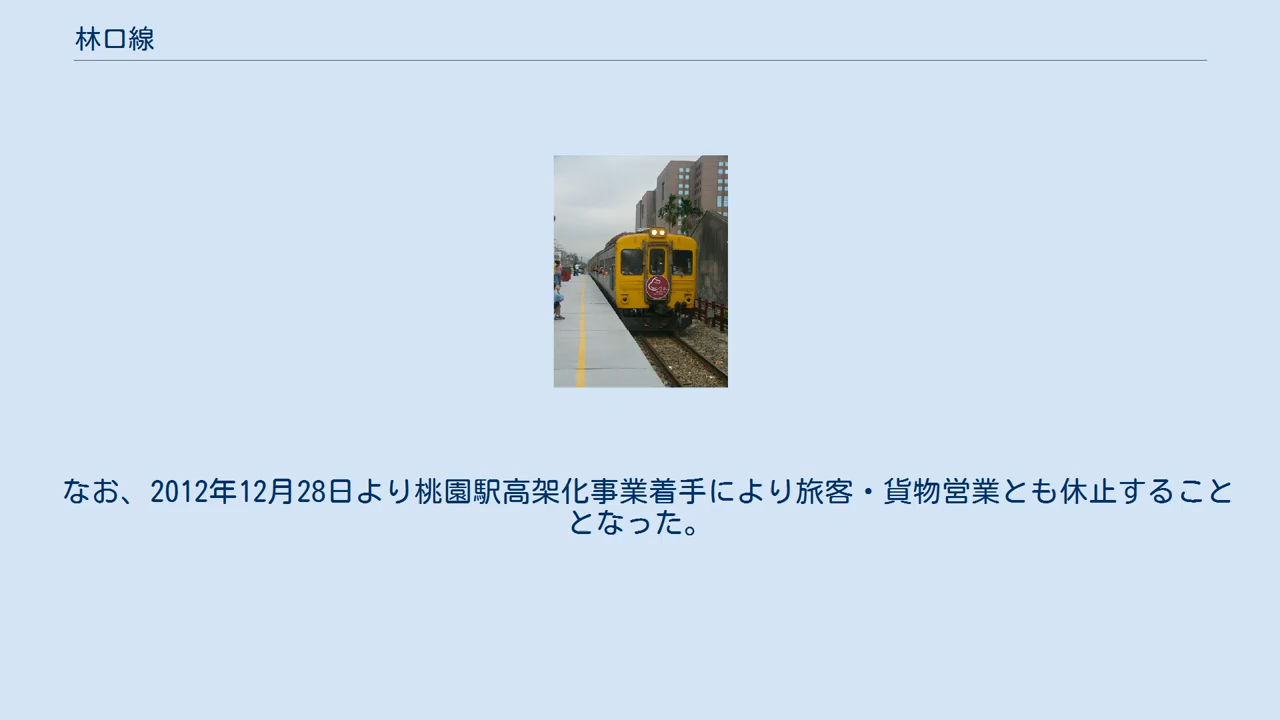 林口線
なお、2012年12月28日より桃園駅高架化事業着手により旅客・貨物営業とも休止すること
となった。